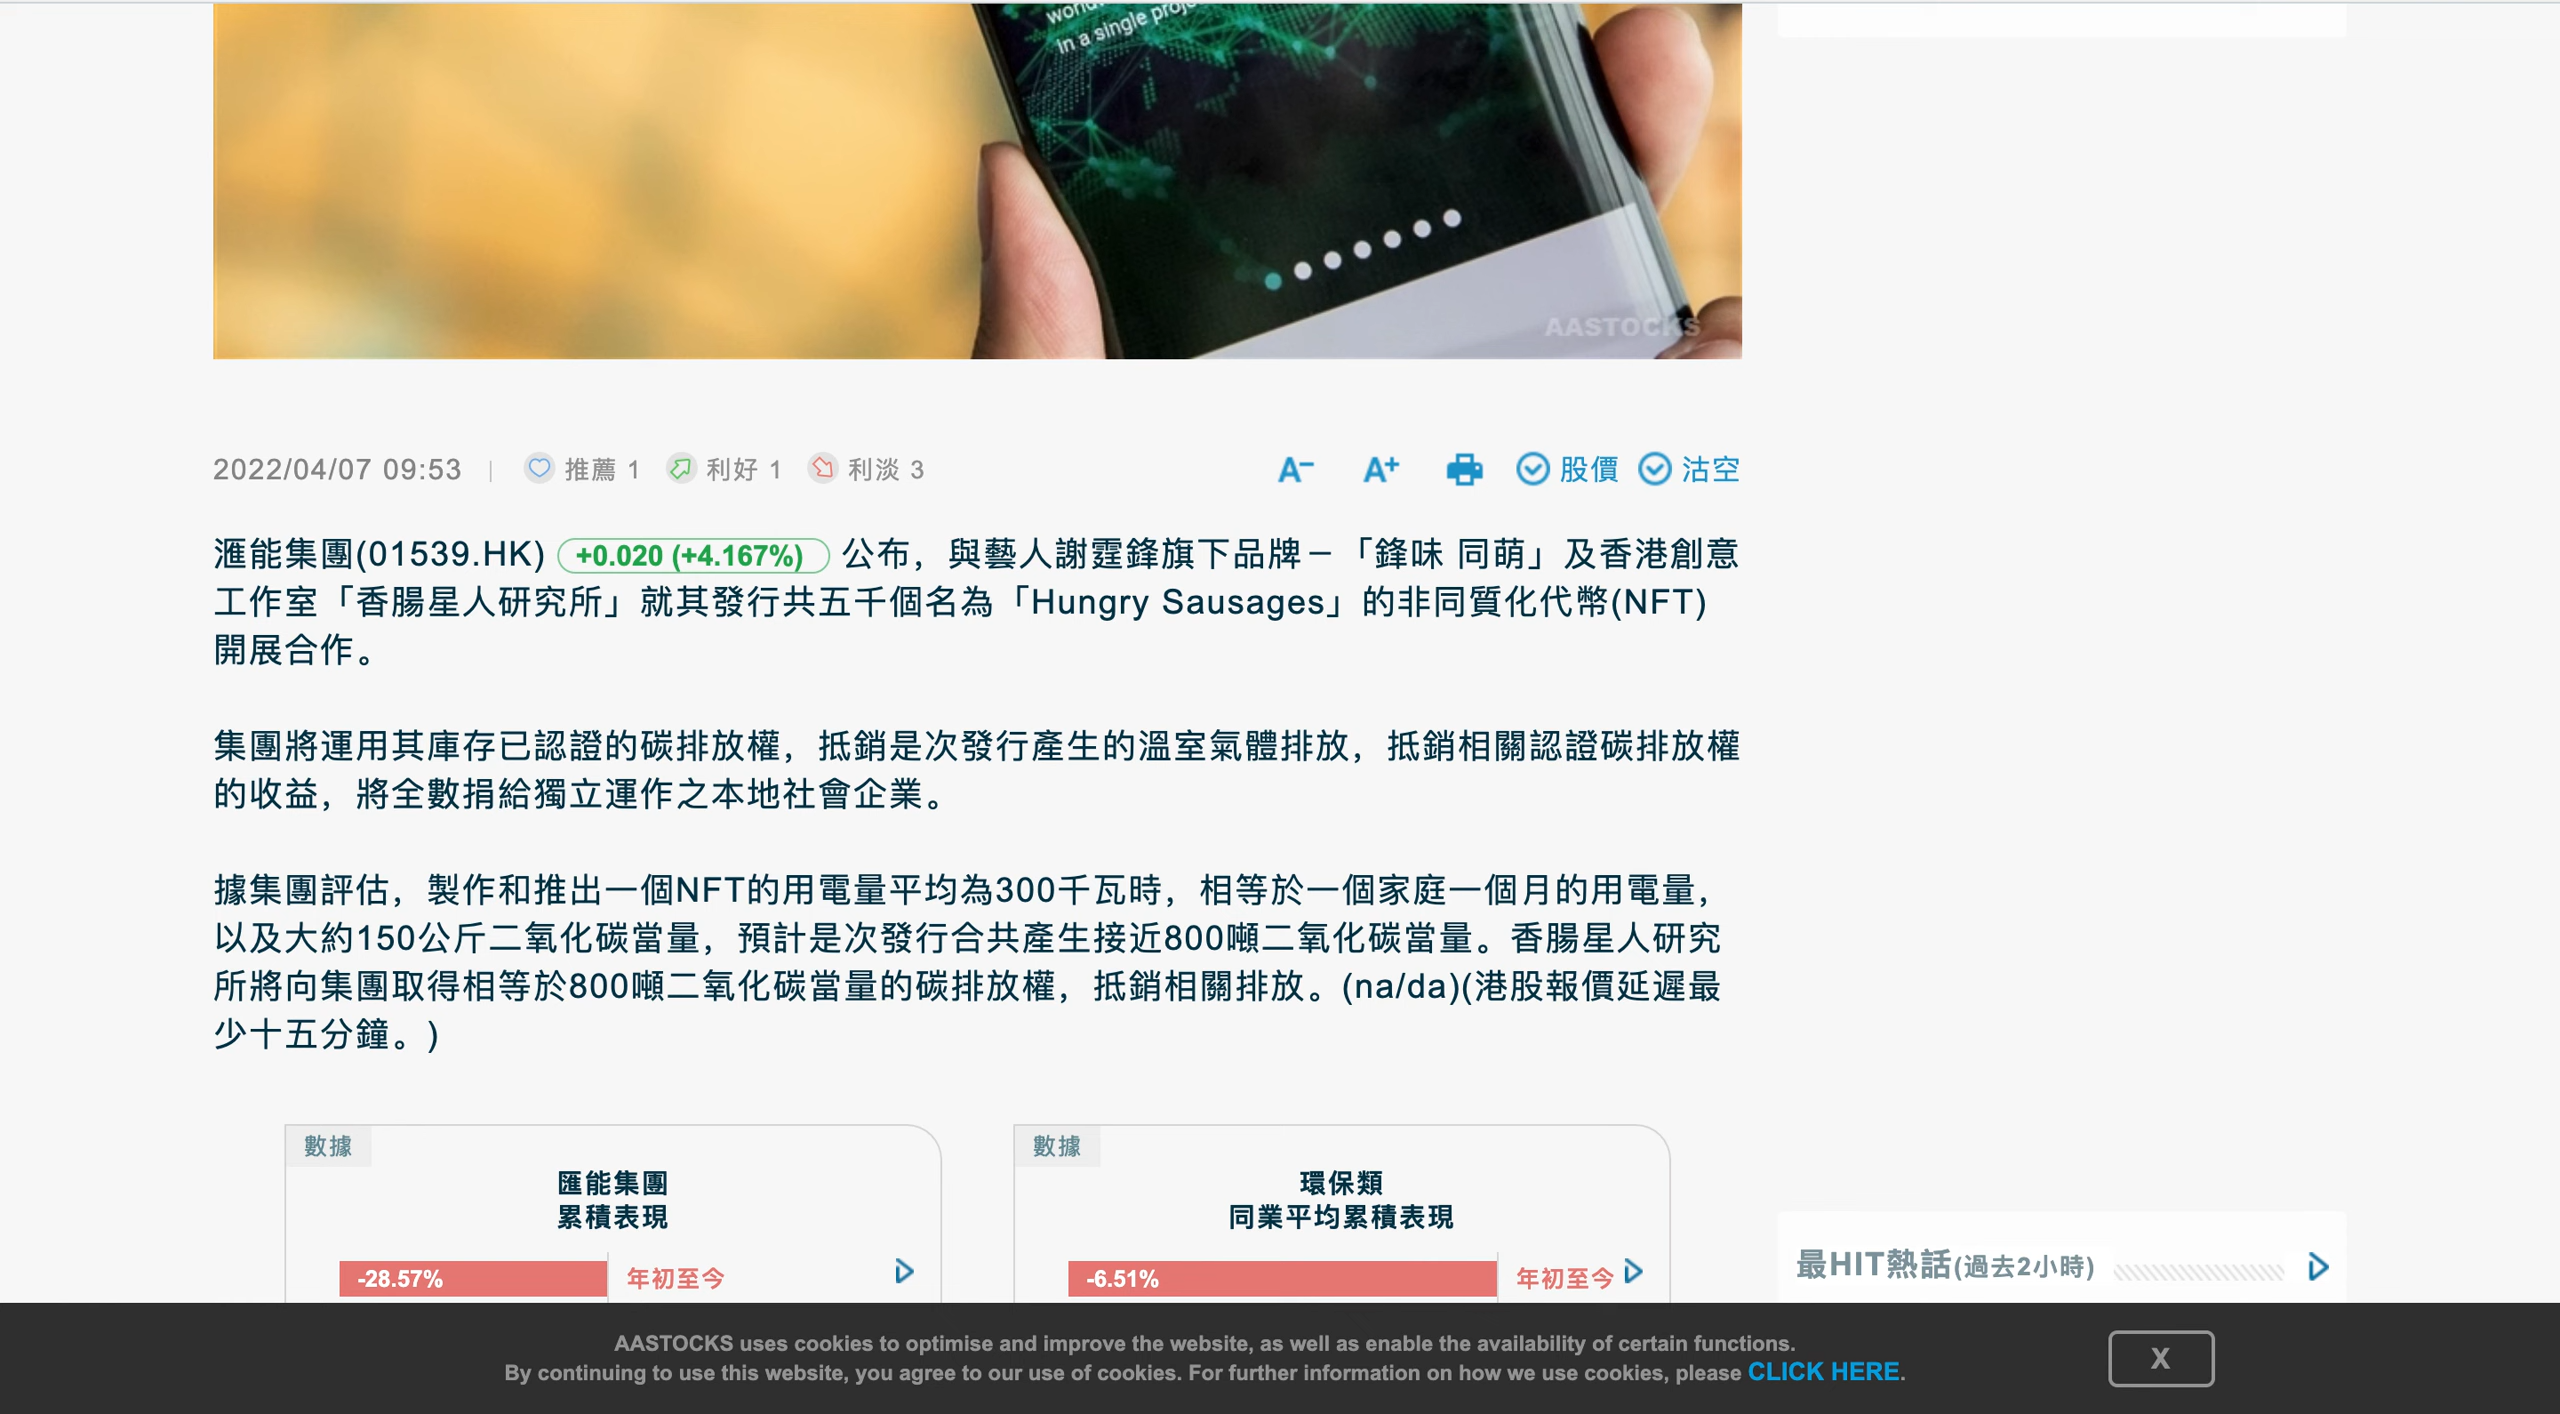 in a single proj
AASTOCKS
2022/04/07 09:53 | 推薦 1 利好 1 利淡 3 A− A+ 股價 沽空
滙能集團(01539.HK) +0.020 (+4.167%) 公布，與藝人謝霆鋒旗下品牌－「鋒味 同萌」及香港創意
工作室「香腸星人研究所」就其發行共五千個名為「Hungry Sausages」的非同質化代幣(NFT)
開展合作。
集團將運用其庫存已認證的碳排放權，抵銷是次發行產生的溫室氣體排放，抵銷相關認證碳排放權
的收益，將全數捐給獨立運作之本地社會企業。
據集團評估，製作和推出一個NFT的用電量平均為300千瓦時，相等於一個家庭一個月的用電量，
以及大約150公斤二氧化碳當量，預計是次發行合共產生接近800噸二氧化碳當量。香腸星人研究
所將向集團取得相等於800噸二氧化碳當量的碳排放權，抵銷相關排放。(na/da)(港股報價延遲最
少十五分鐘。)
數據
匯能集團
累積表現
-28.57% 年初至今
數據
環保類
同業平均累積表現
-6.51% 年初至今
最HIT熱話(過去2小時)
AASTOCKS uses cookies to optimise and improve the website, as well as enable the availability of certain functions.
By continuing to use this website, you agree to our use of cookies. For further information on how we use cookies, please CLICK HERE.
X